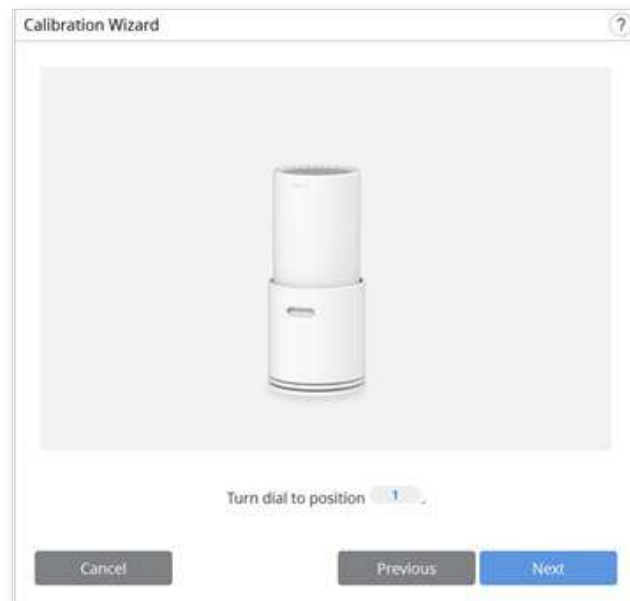 Calibration Wizard
?
Turn dial to position 1 .
Cancel
Previous
Next